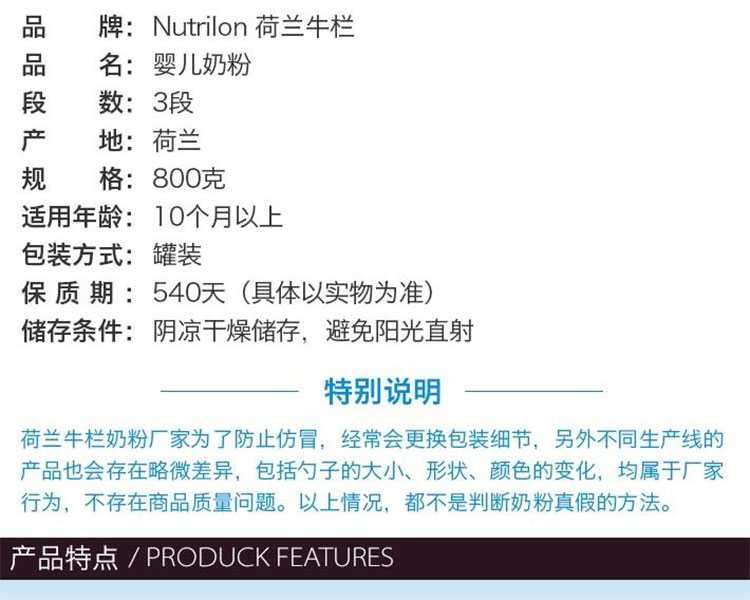 品牌：Nutrilon 荷兰牛栏
品名：婴儿奶粉
段数：3段
产地：荷兰
规格：800克
适用年龄：10个月以上
包装方式：罐装
保质期：540天（具体以实物为准）
储存条件：阴凉干燥储存，避免阳光直射
特别说明
荷兰牛栏奶粉厂家为了防止仿冒，经常会更换包装细节，另外不同生产线的
产品也会存在略微差异，包括勺子的大小、形状、颜色的变化，均属于厂家
行为，不存在商品质量问题。以上情况，都不是判断奶粉真假的方法。
产品特点 / PRODUCK FEATURES